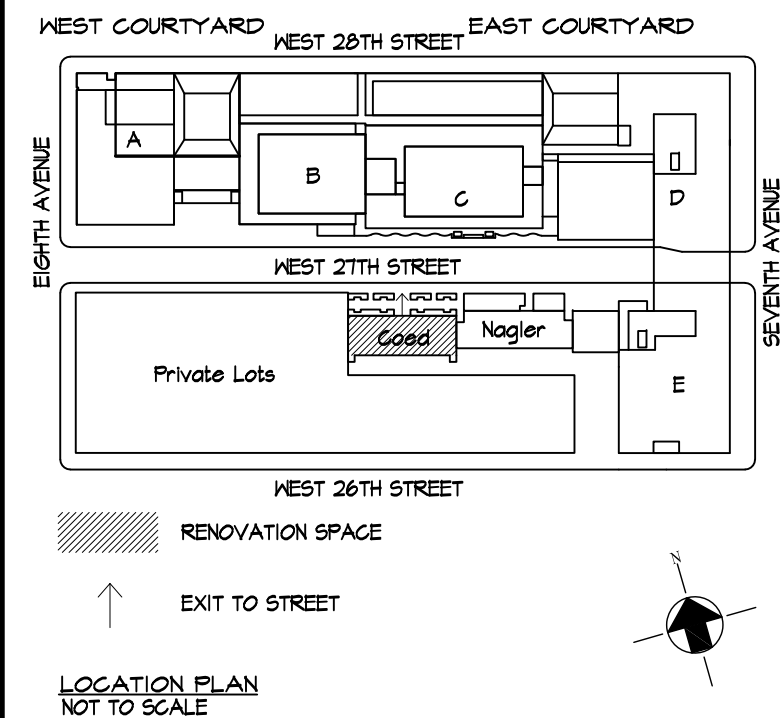 WEST COURTYARD
EAST COURTYARD
WEST 28TH STREET
EIGHTH AVENUE
A
B
C
D
SEVENTH AVENUE
WEST 27TH STREET
Coed
Nagler
Private Lots
E
WEST 26TH STREET
RENOVATION SPACE
EXIT TO STREET
N
LOCATION PLAN
NOT TO SCALE